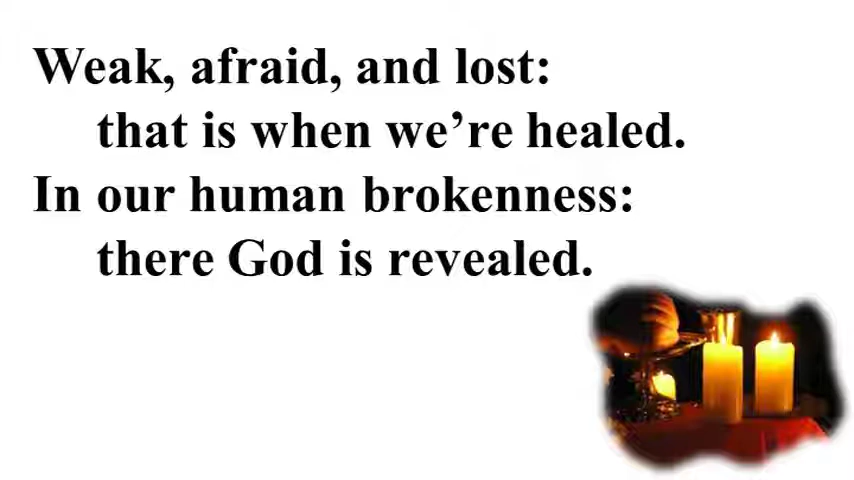 Weak, afraid, and lost:
that is when we’re healed.
In our human brokenness:
there God is revealed.